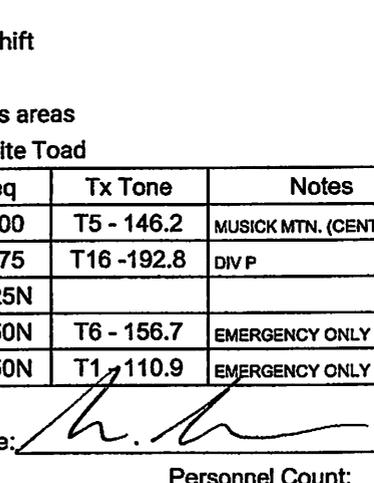 hift
s areas
ite Toad
eq Tx Tone Notes
00 T5 - 146.2 MUSICK MTN. (CENT
75 T16 -192.8 DIV P
25N
50N T6 - 156.7 EMERGENCY ONLY
50N T1 - 110.9 EMERGENCY ONLY
e:
Personnel Count: